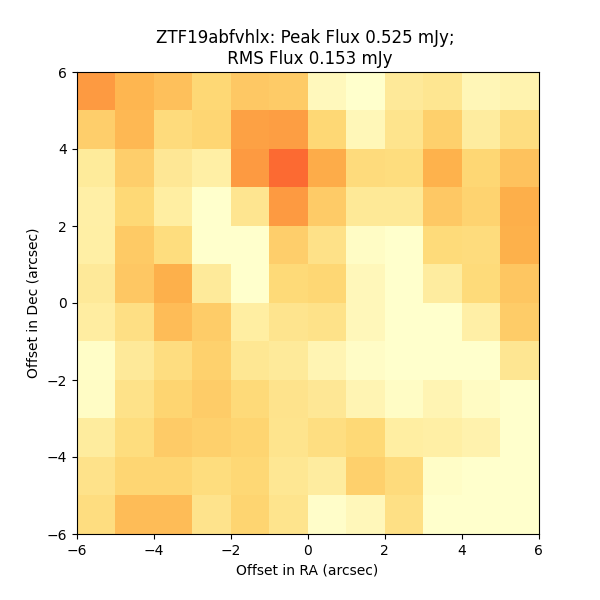 ZTF19abfvhlx: Peak Flux 0.525 mJy;
RMS Flux 0.153 mJy
6
4
2
0
−2
−4
−6
Offset in Dec (arcsec)
−6 −4 −2 0 2 4 6
Offset in RA (arcsec)